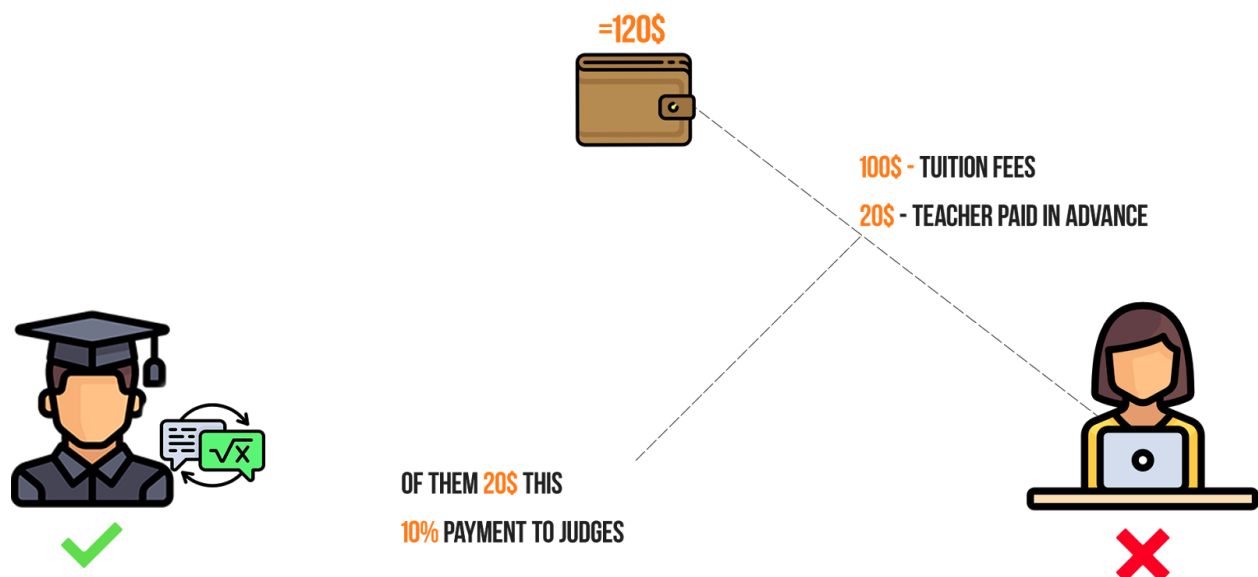 =120$
100$ - TUITION FEES
20$ - TEACHER PAID IN ADVANCE
√x
OF THEM 20$ THIS
10% PAYMENT TO JUDGES